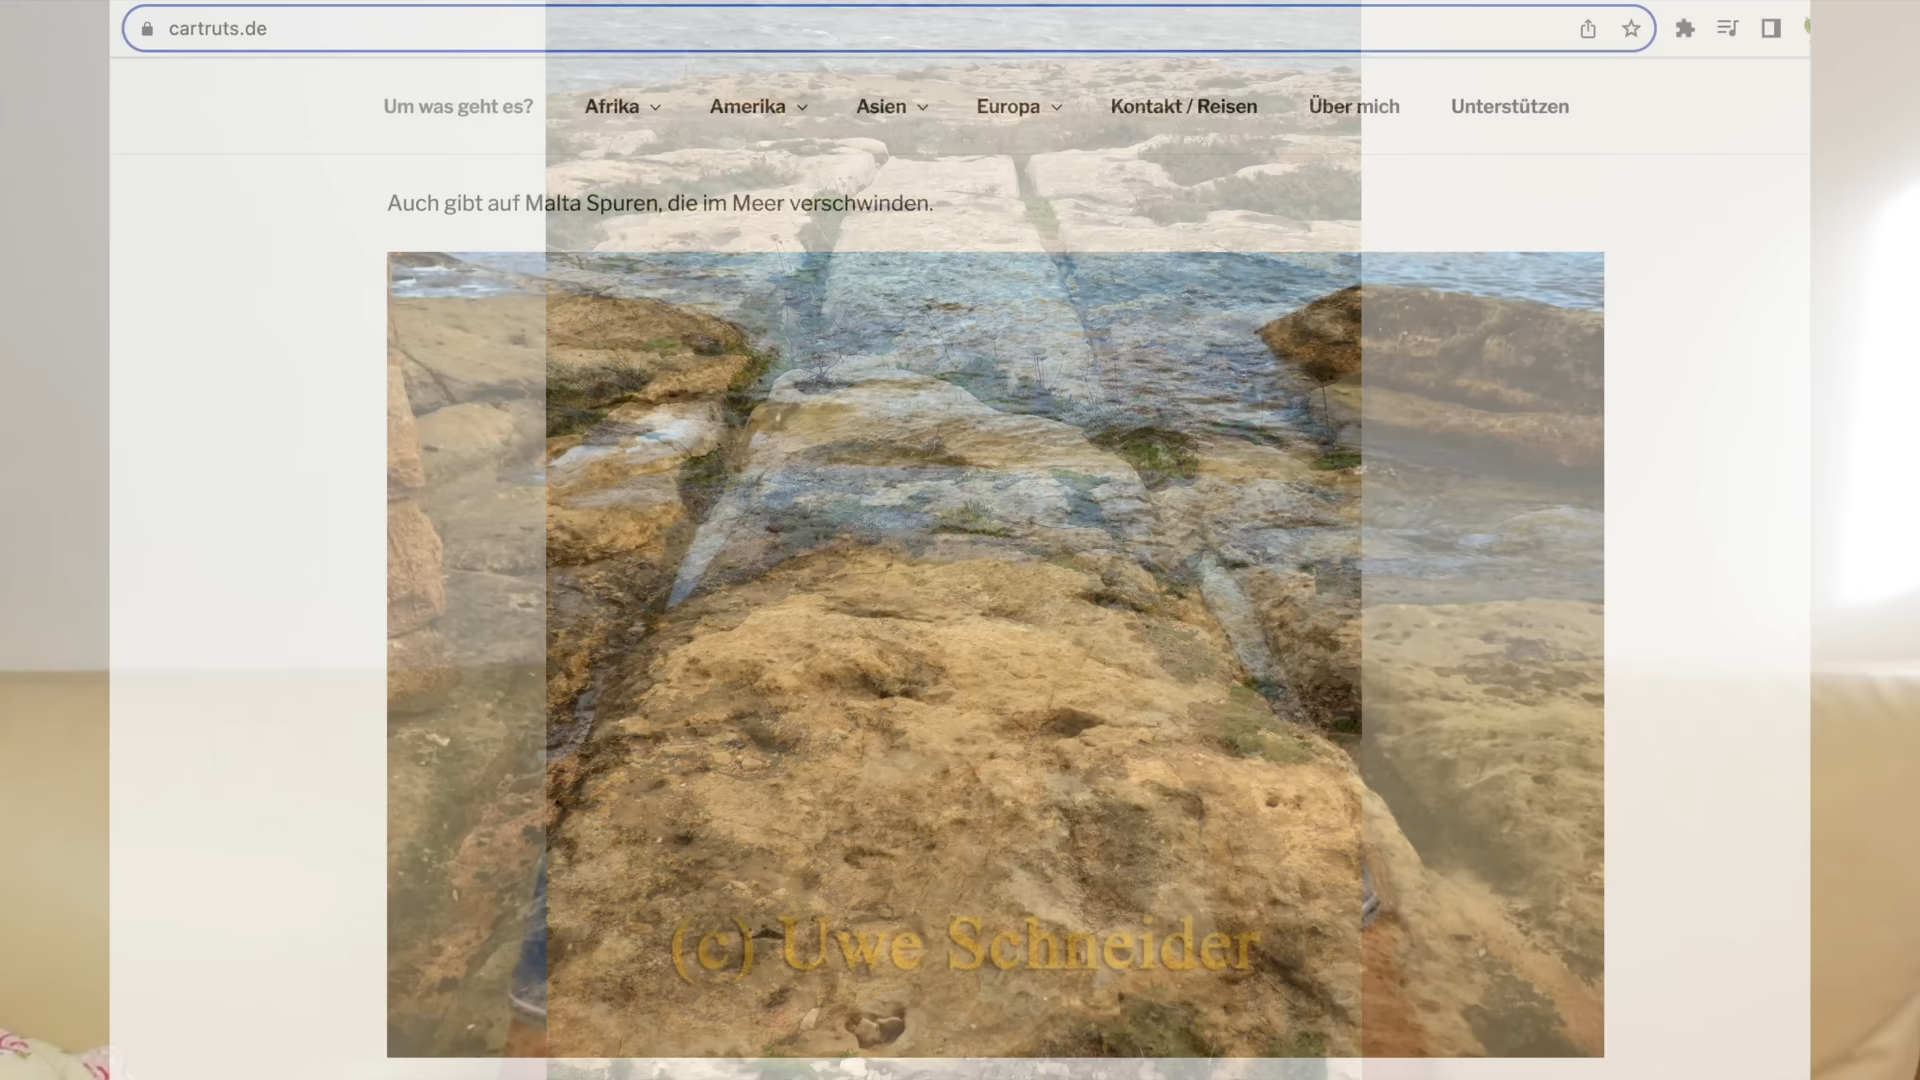 cartruts.de
Um was geht es? Afrika Amerika Asien Europa Kontakt / Reisen Über mich Unterstützen
Auch gibt auf Malta Spuren, die im Meer verschwinden.
(c) Uwe Schneider